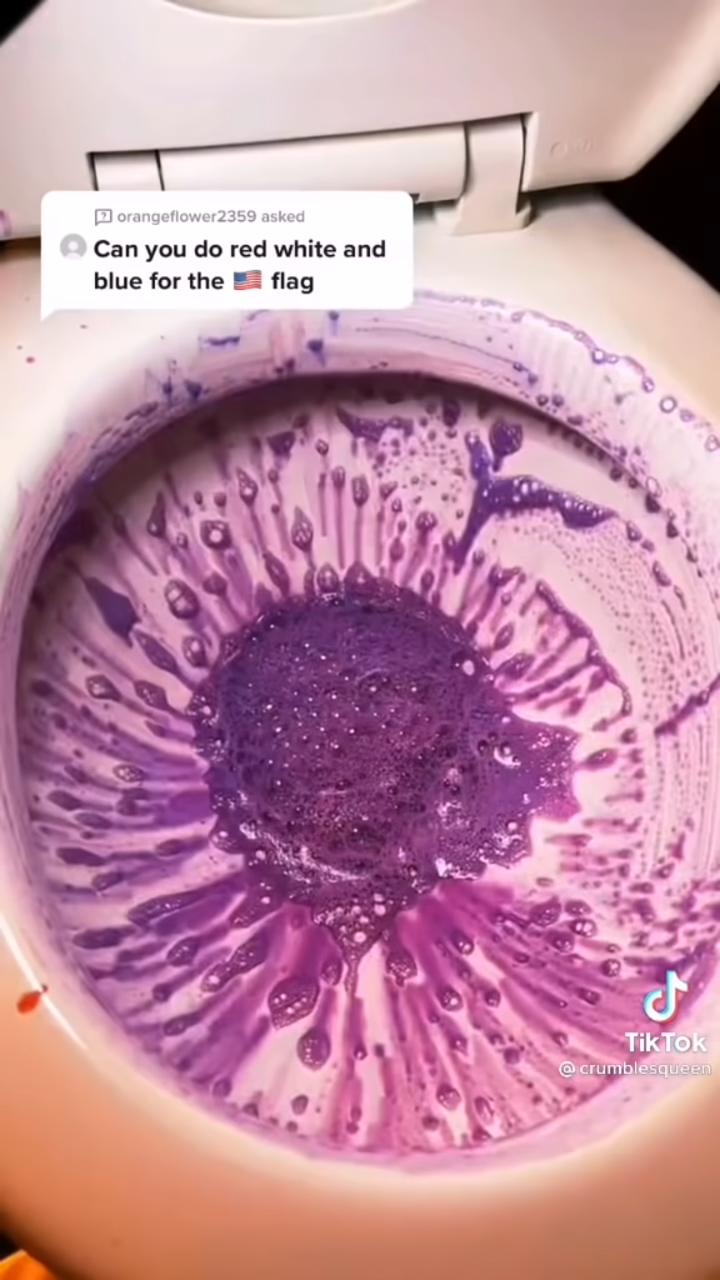 orangeflower2359 asked
Can you do red white and
blue for the 🇺🇸 flag
TikTok
@crumblesqueen